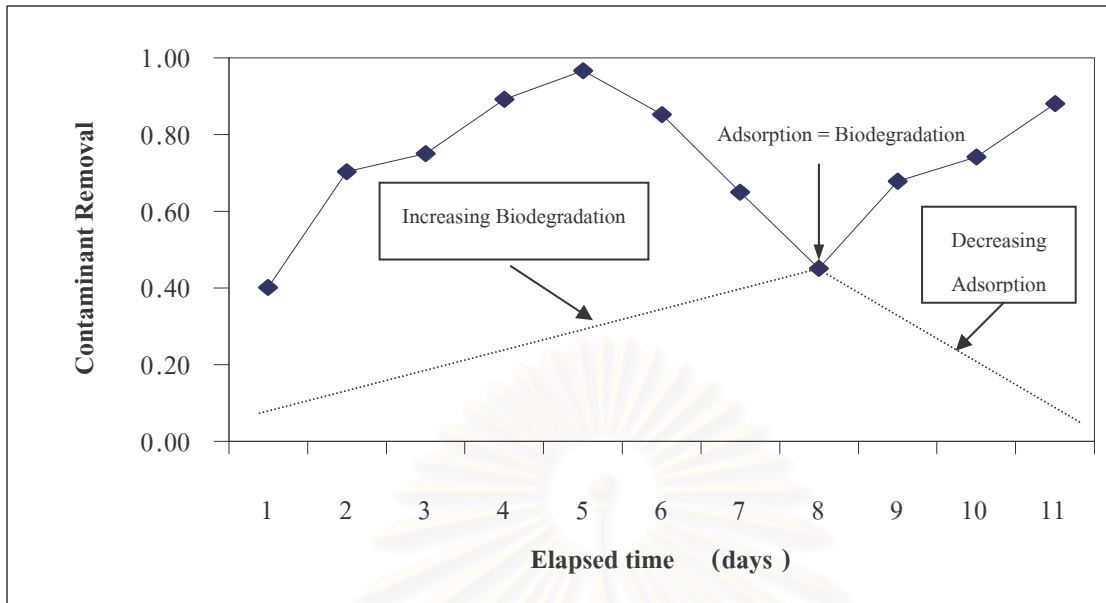 1.00
0.80
0.60
0.40
0.20
0.00
Contaminant Removal
Adsorption = Biodegradation
Increasing Biodegradation
Decreasing
Adsorption
1 2 3 4 5 6 7 8 9 10 11
Elapsed time (days )